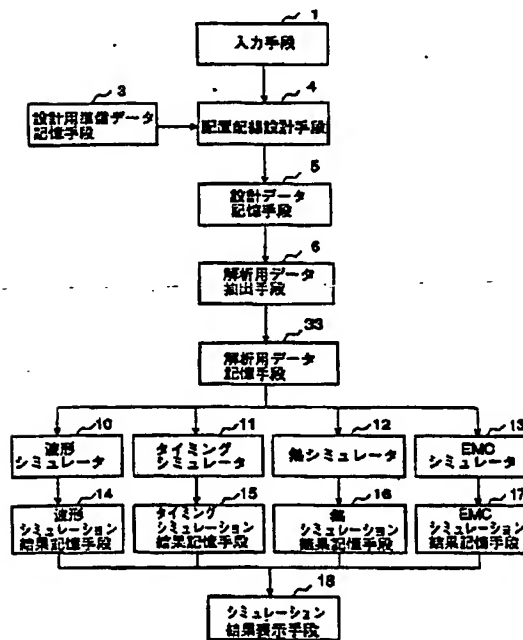 1
入力手段
3
4
設計用準備データ
記憶手段
配置配線設計手段
5
設計データ
記憶手段
6
解析用データ
抽出手段
33
解析用データ
記憶手段
10
11
12
13
波形
シミュレータ
タイミング
シミュレータ
熱シミュレータ
EMC
シミュレータ
14
15
16
17
波形
シミュレーション
結果記憶手段
タイミング
シミュレーション
結果記憶手段
熱
シミュレーション
結果記憶手段
EMC
シミュレーション
結果記憶手段
18
シミュレーション
結果表示手段